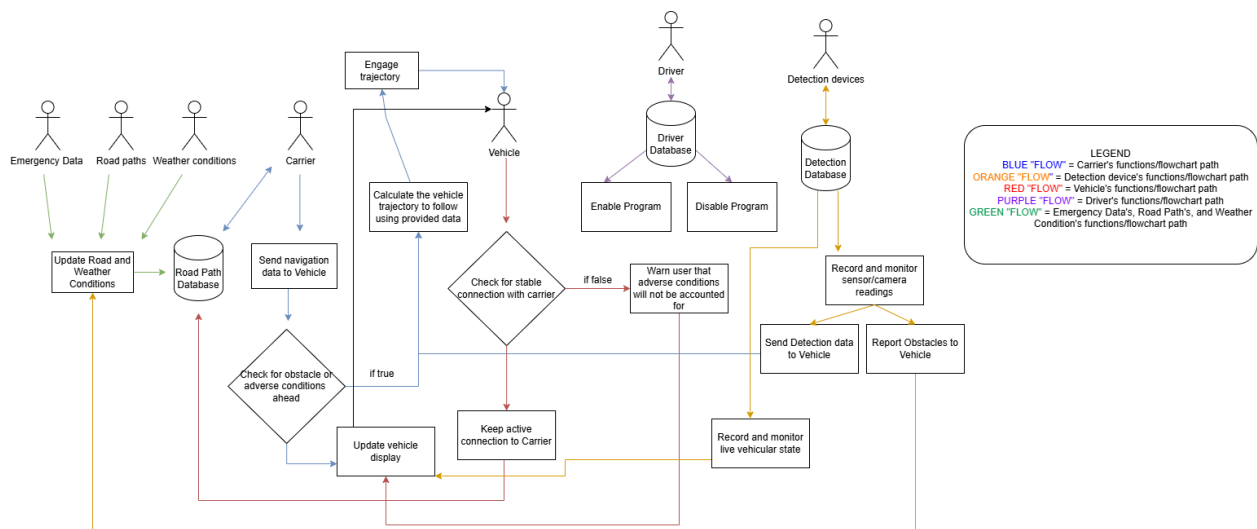 Driver
Detection devices
Engage
trajectory
Emergency Data
Road paths
Weather conditions
Carrier
Vehicle
Driver
Database
Detection
Database
LEGEND
BLUE "FLOW" = Carrier's functions/flowchart path
ORANGE "FLOW" = Detection device's functions/flowchart path
RED "FLOW" = Vehicle's functions/flowchart path
PURPLE "FLOW" = Driver's functions/flowchart path
GREEN "FLOW" = Emergency Data's, Road Path's, and Weather
Condition's functions/flowchart path
Calculate the vehicle
trajectory to follow
using provided data
Enable Program
Disable Program
Update Road and
Weather
Conditions
Road Path
Database
Send navigation
data to Vehicle
Check for stable
connection with carrier
if false
Warn user that
adverse conditions
will not be accounted
for
Record and monitor
sensor/camera
readings
Send Detection data
to Vehicle
Report Obstacles to
Vehicle
Check for obstacle or
adverse conditions
ahead
if true
Update vehicle
display
Keep active
connection to Carrier
Record and monitor
live vehicular state